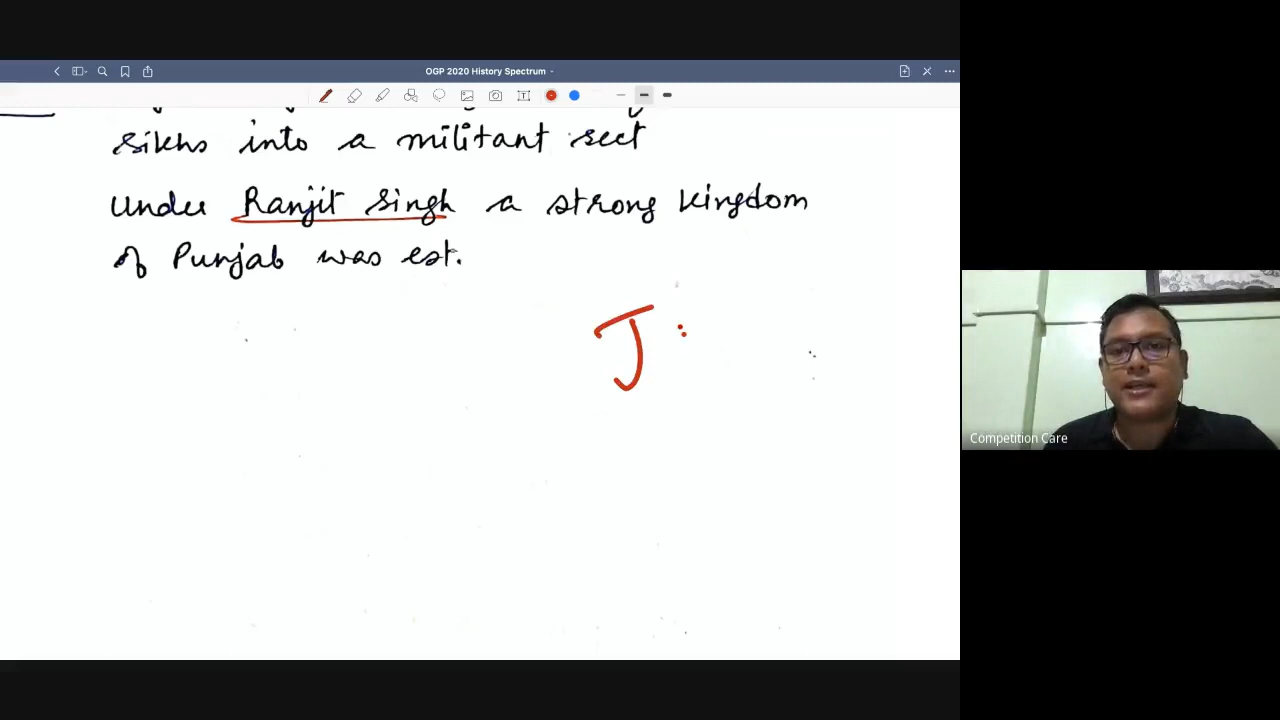 OGP 2020 History Spectrum
sikhs into a militant sect
Under Ranjit Singh a strong kingdom
of Punjab was est.
J :
Competition Care